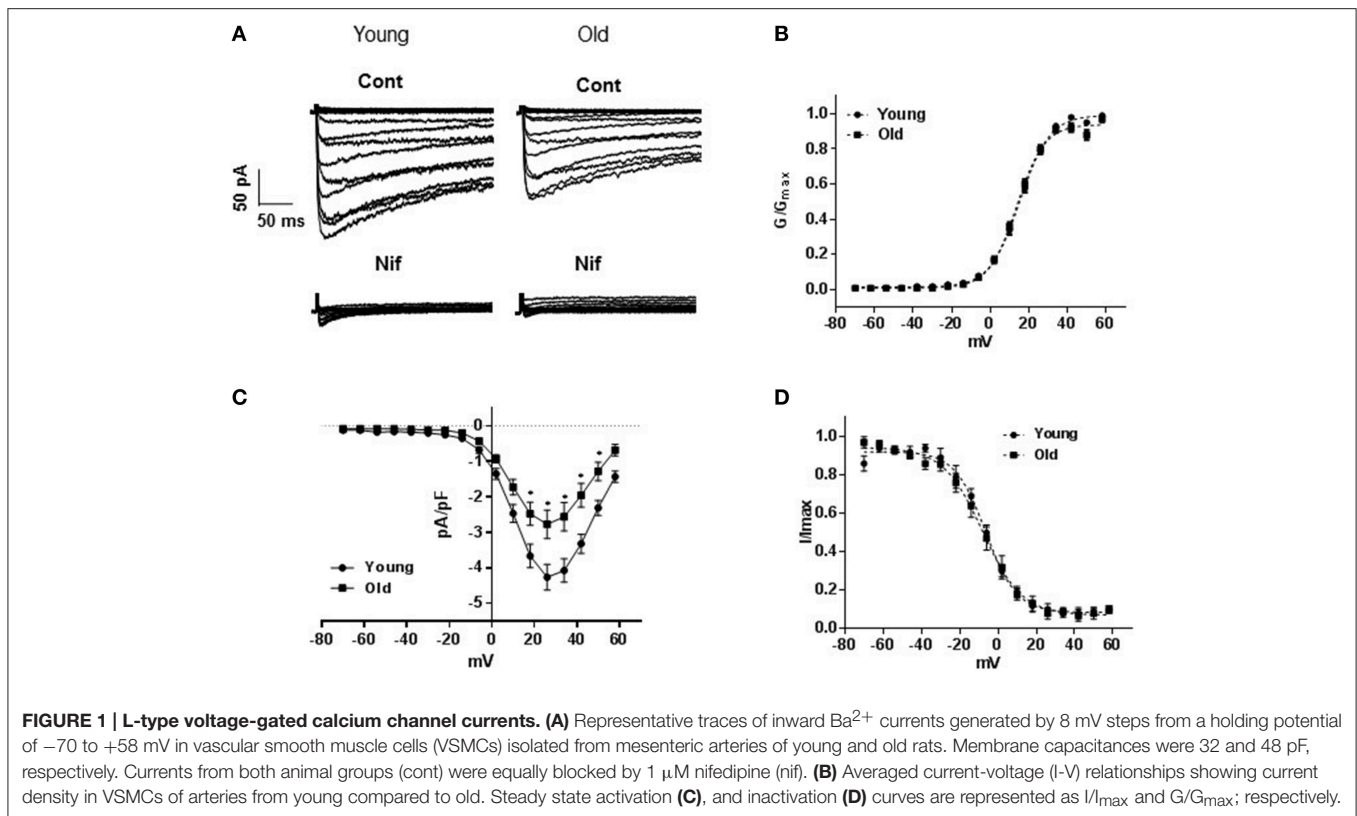 A
Young
Old
Cont
Cont
50 pA
50 ms
Nif
Nif
B
Young
Old
G/Gmax
1.0
0.8
0.6
0.4
0.2
0.0
-80 -60 -40 -20 0 20 40 60
mV
C
0
-1
-2
-3
-4
-5
pA/pF
* * * * *
Young
Old
-80 -60 -40 -20 0 20 40 60
mV
D
Young
Old
I/Imax
1.0
0.8
0.6
0.4
0.2
0.0
-80 -60 -40 -20 0 20 40 60
mV
FIGURE 1 | L-type voltage-gated calcium channel currents. (A) Representative traces of inward Ba2+ currents generated by 8 mV steps from a holding potential
of −70 to +58 mV in vascular smooth muscle cells (VSMCs) isolated from mesenteric arteries of young and old rats. Membrane capacitances were 32 and 48 pF,
respectively. Currents from both animal groups (cont) were equally blocked by 1 μM nifedipine (nif). (B) Averaged current-voltage (I-V) relationships showing current
density in VSMCs of arteries from young compared to old. Steady state activation (C), and inactivation (D) curves are represented as I/Imax and G/Gmax; respectively.